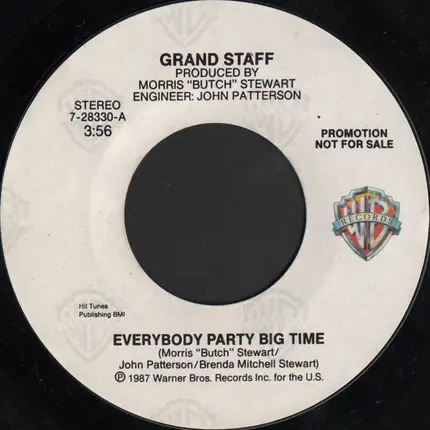 GRAND STAFF
PRODUCED BY
MORRIS "BUTCH" STEWART
ENGINEER: JOHN PATTERSON
STEREO
7-28330-A
3:56
PROMOTION
NOT FOR SALE
WB
RECORDS
Hit Tunes
Publishing BMI
EVERYBODY PARTY BIG TIME
(Morris "Butch" Stewart/
John Patterson/Brenda Mitchell Stewart)
℗ 1987 Warner Bros. Records Inc. for the U.S.